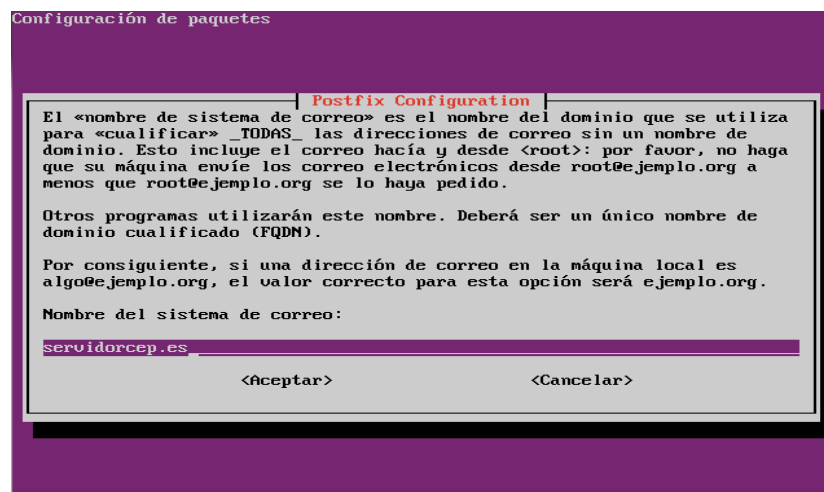 Configuración de paquetes
Postfix Configuration
El «nombre de sistema de correo» es el nombre del dominio que se utiliza
para «cualificar» _TODAS_ las direcciones de correo sin un nombre de
dominio. Esto incluye el correo hacía y desde <root>: por favor, no haga
que su máquina envíe los correo electrónicos desde root@ejemplo.org a
menos que root@ejemplo.org se lo haya pedido.
Otros programas utilizarán este nombre. Deberá ser un único nombre de
dominio cualificado (FQDN).
Por consiguiente, si una dirección de correo en la máquina local es
algo@ejemplo.org, el valor correcto para esta opción será ejemplo.org.
Nombre del sistema de correo:
servidorcep.es
<Aceptar> <Cancelar>